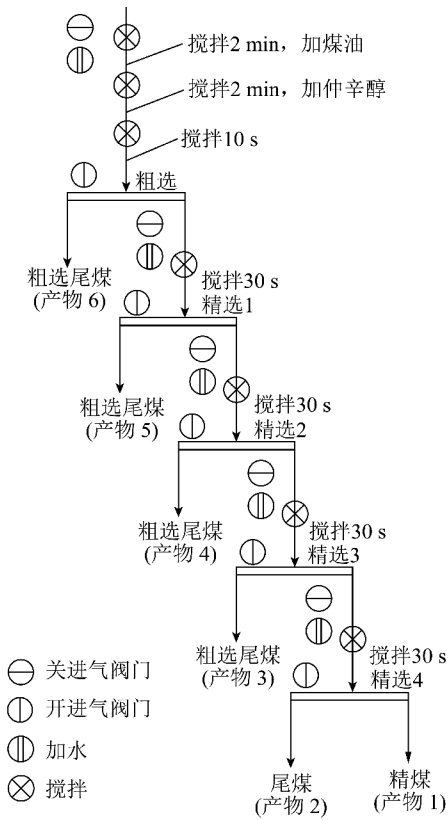 搅拌2 min，加煤油
搅拌2 min，加仲辛醇
搅拌10 s
粗选
粗选尾煤
(产物 6)
搅拌30 s
精选1
粗选尾煤
(产物 5)
搅拌30 s
精选2
粗选尾煤
(产物 4)
搅拌30 s
精选3
粗选尾煤
(产物 3)
搅拌30 s
精选4
尾煤
(产物 2)
精煤
(产物 1)
关进气阀门
开进气阀门
加水
搅拌